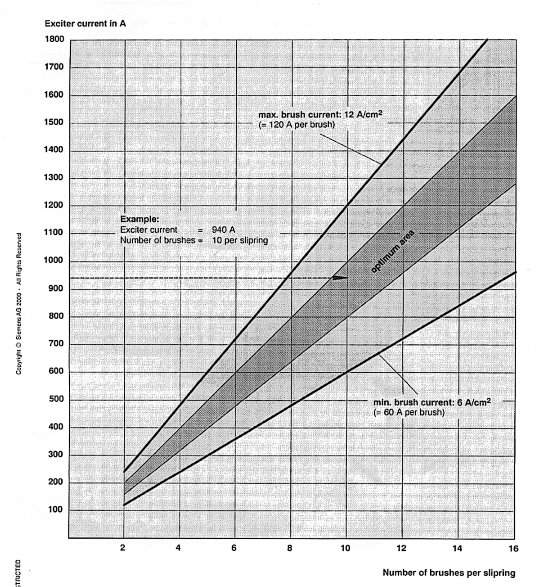 Exciter current in A
1800
1700
1600
1500
1400
1300
1200
1100
1000
900
800
700
600
500
400
300
200
100
max. brush current: 12 A/cm²
(= 120 A per brush)
Example:
Exciter current = 940 A
Number of brushes = 10 per slipring
optimum area
min. brush current: 6 A/cm²
(= 60 A per brush)
2 4 6 8 10 12 14 16
Number of brushes per slipring
Copyright © Siemens AG 2000 - All Rights Reserved
STRICTED